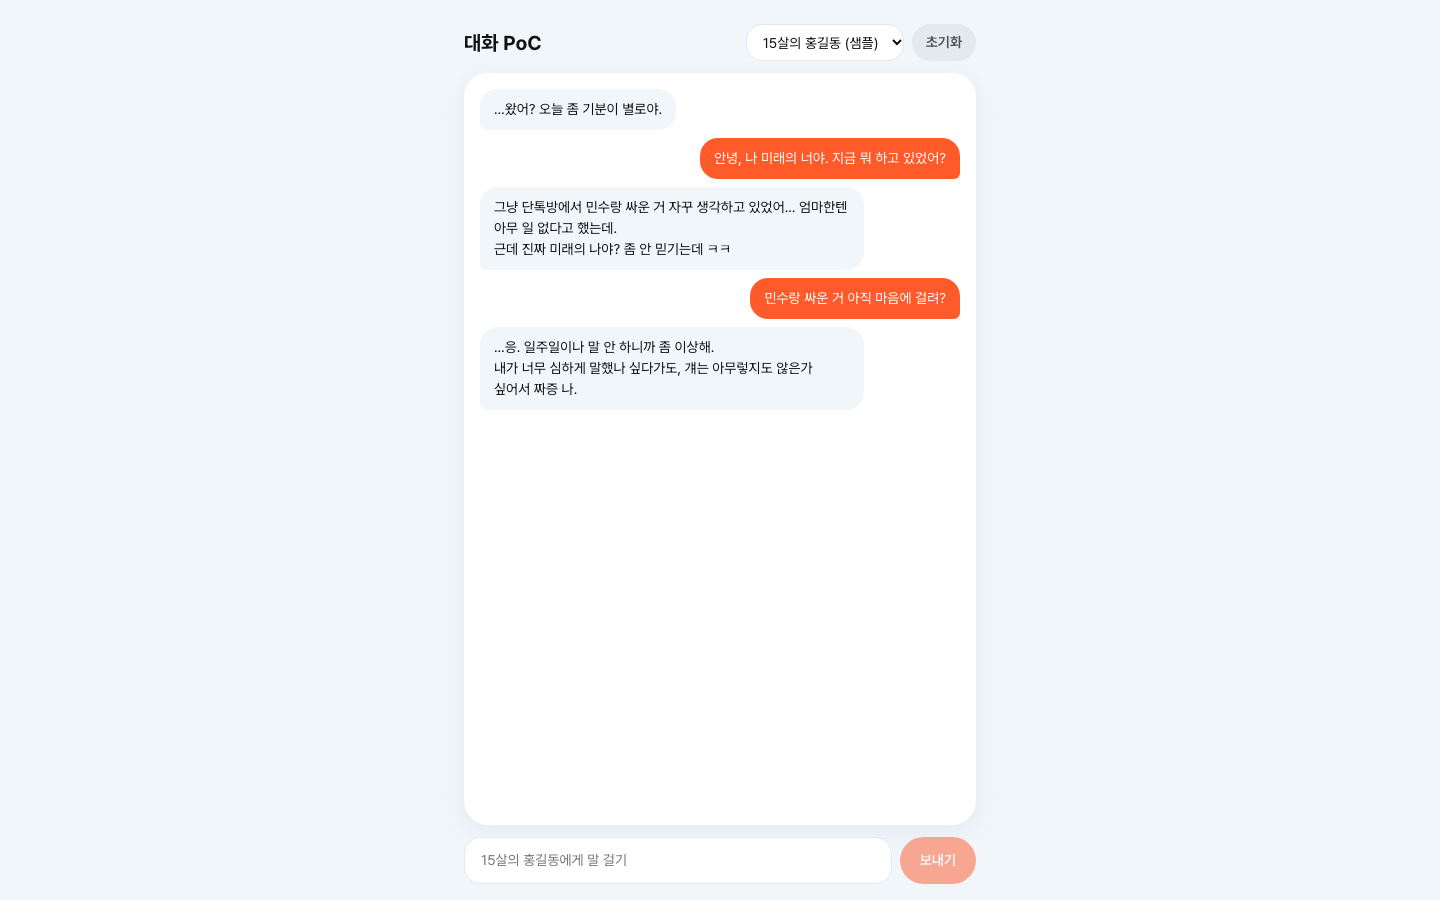 대화 PoC
15살의 홍길동 (샘플)
초기화
...왔어? 오늘 좀 기분이 별로야.
안녕, 나 미래의 너야. 지금 뭐 하고 있었어?
그냥 단톡방에서 민수랑 싸운 거 자꾸 생각하고 있었어... 엄마한텐
아무 일 없다고 했는데.
근데 진짜 미래의 나야? 좀 안 믿기는데 ㅋㅋ
민수랑 싸운 거 아직 마음에 걸려?
...응. 일주일이나 말 안 하니까 좀 이상해.
내가 너무 심하게 말했나 싶다가도, 걔는 아무렇지도 않은가
싶어서 짜증 나.
15살의 홍길동에게 말 걸기
보내기